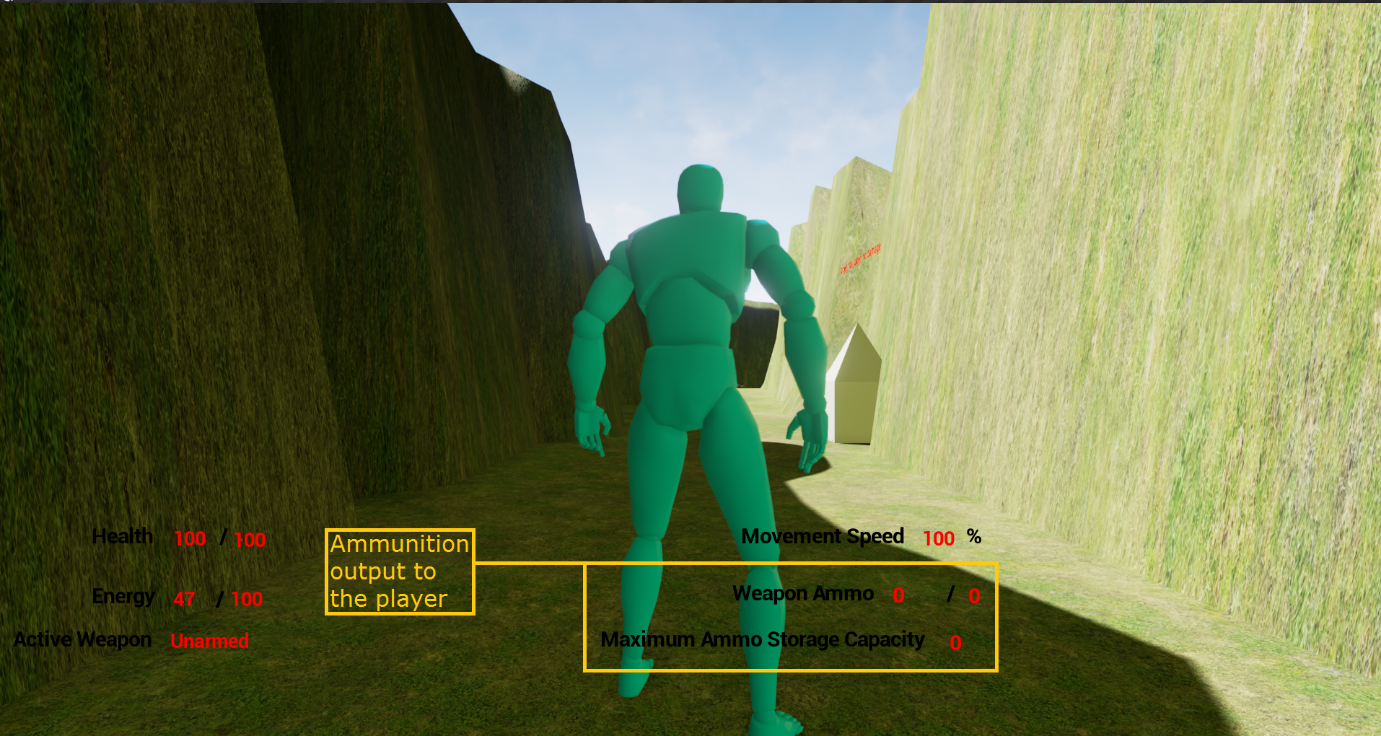 Health 100 / 100
Energy 47 / 100
Active Weapon Unarmed
Ammunition
output to
the player
Movement Speed 100 %
Weapon Ammo 0 / 0
Maximum Ammo Storage Capacity 0